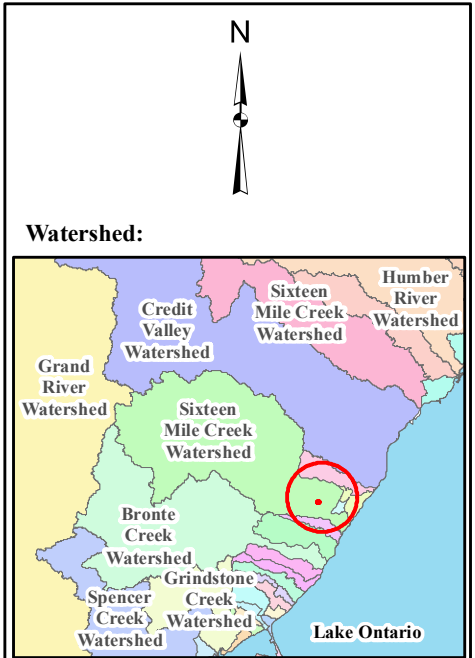 N
Watershed:
Humber
River
Watershed
Sixteen
Mile Creek
Watershed
Credit
Valley
Watershed
Grand
River
Watershed
Sixteen
Mile Creek
Watershed
Bronte
Creek
Watershed
Grindstone
Creek
Watershed
Spencer
Creek
Watershed
Lake Ontario